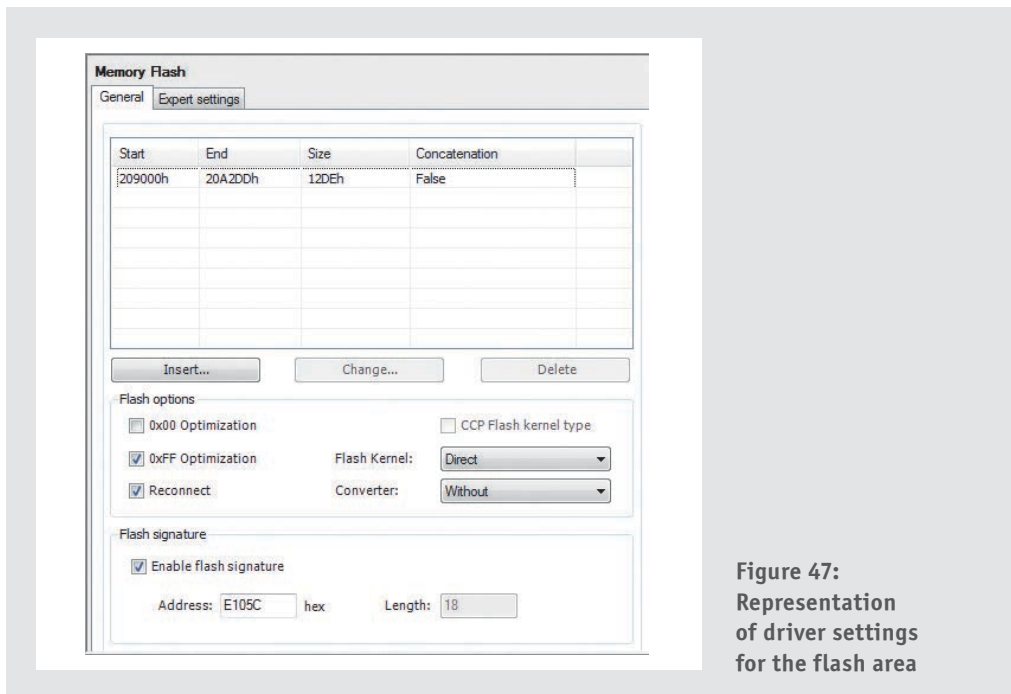 Memory Flash
General Expert settings
Start End Size Concatenation
209000h 20A2DDh 12DEh False
Insert... Change... Delete
Flash options
0x00 Optimization CCP Flash kernel type
0xFF Optimization Flash Kernel: Direct
Reconnect Converter: Without
Flash signature
Enable flash signature
Address: E105C hex Length: 18
Figure 47:
Representation
of driver settings
for the flash area